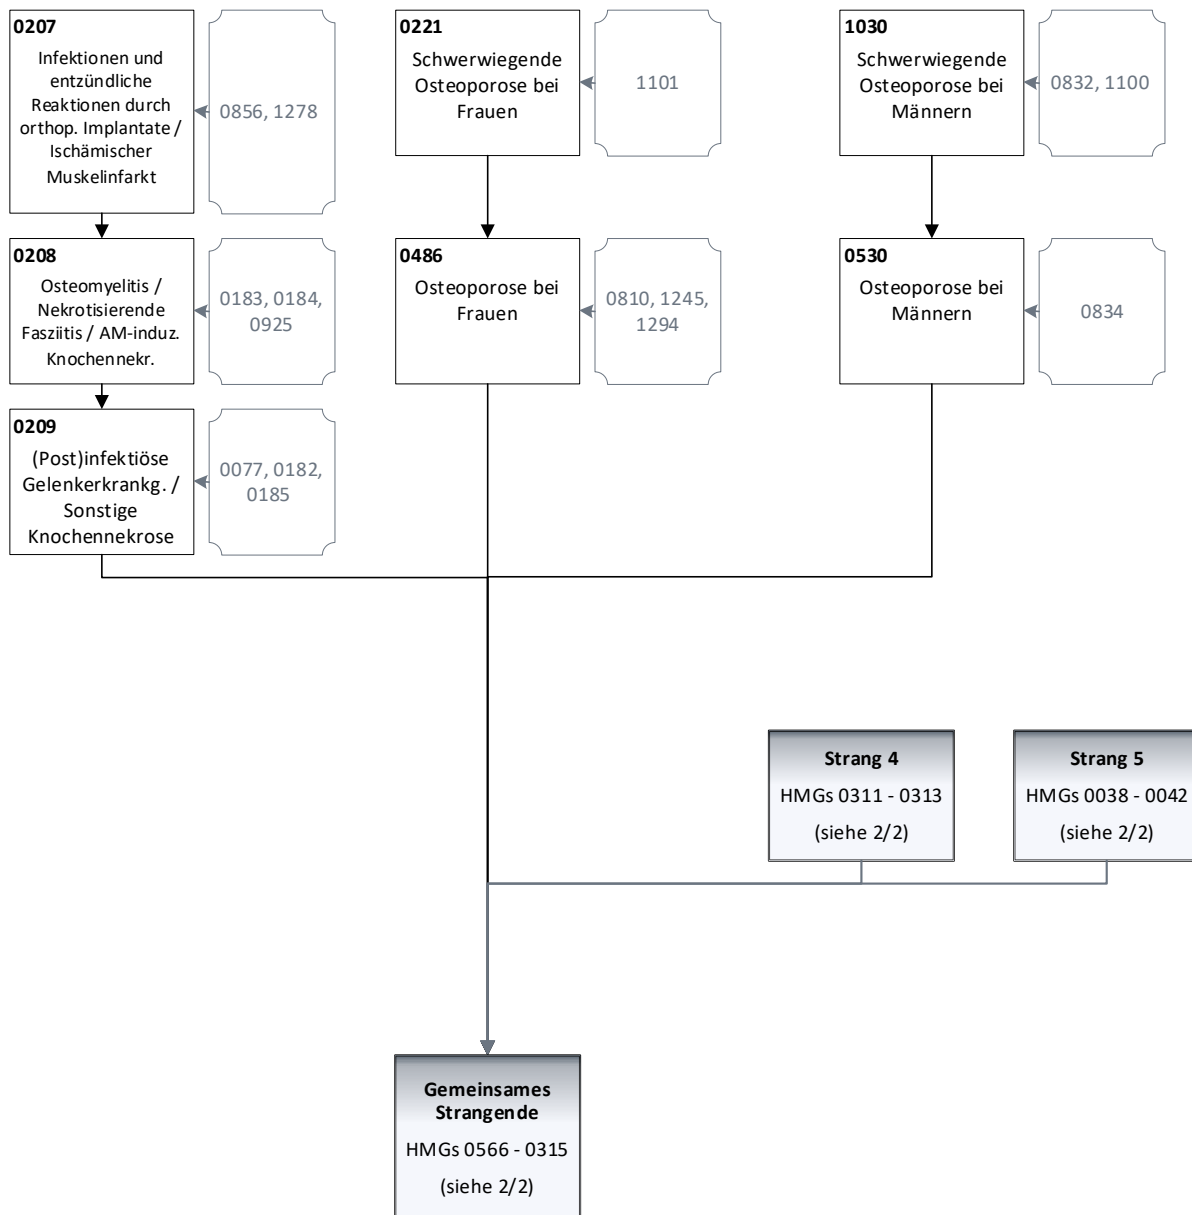 0207
Infektionen und
entzündliche
Reaktionen durch
orthop. Implantate /
Ischämischer
Muskelinfarkt
0856, 1278
0221
Schwerwiegende
Osteoporose bei
Frauen
1101
1030
Schwerwiegende
Osteoporose bei
Männern
0832, 1100
0208
Osteomyelitis /
Nekrotisierende
Fasziitis / AM-induz.
Knochennekr.
0183, 0184,
0925
0486
Osteoporose bei
Frauen
0810, 1245,
1294
0530
Osteoporose bei
Männern
0834
0209
(Post)infektiöse
Gelenkerkrankg. /
Sonstige
Knochennekrose
0077, 0182,
0185
Strang 4
HMGs 0311 - 0313
(siehe 2/2)
Strang 5
HMGs 0038 - 0042
(siehe 2/2)
Gemeinsames
Strangende
HMGs 0566 - 0315
(siehe 2/2)